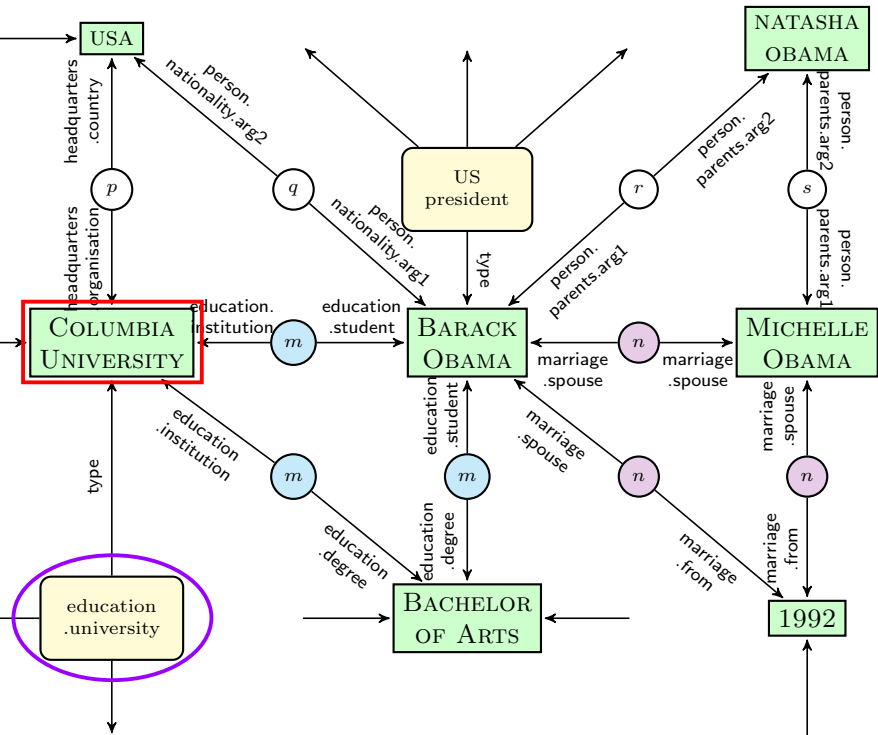 USA
NATASHA
OBAMA
headquarters
.country
person.
nationality.arg2
person.
parents.arg2
person.
parents.arg2
p
q
US
president
r
s
headquarters
.organisation
person.
nationality.arg1
type
person.
parents.arg1
person.
parents.arg1
COLUMBIA
UNIVERSITY
education.
institution
m
education
.student
BARACK
OBAMA
marriage
.spouse
n
marriage
.spouse
MICHELLE
OBAMA
type
education
.institution
m
education
.degree
education
.student
m
education
.degree
marriage
.spouse
n
marriage
.from
marriage
.spouse
n
marriage
.from
education
.university
BACHELOR
OF ARTS
1992